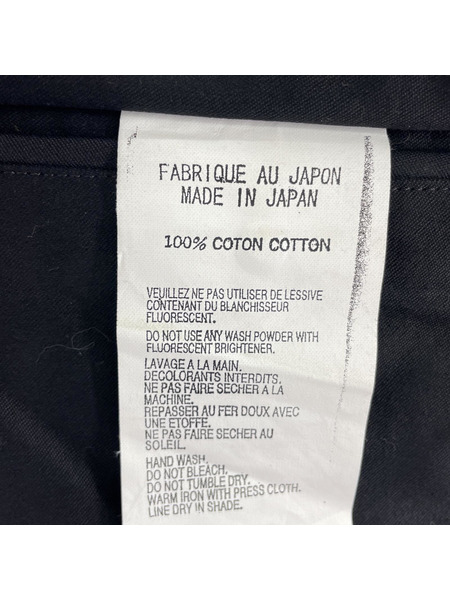 FABRIQUE AU JAPON
MADE IN JAPAN
100% COTON COTTON
VEUILLEZ NE PAS UTILISER DE LESSIVE
CONTENANT DU BLANCHISSEUR
FLUORESCENT.
DO NOT USE ANY WASH POWDER WITH
FLUORESCENT BRIGHTENER.
LAVAGE A LA MAIN.
DECOLORANTS INTERDITS.
NE PAS FAIRE SECHER A LA
MACHINE.
REPASSER AU FER DOUX AVEC
UNE ETOFFE.
NE PAS FAIRE SECHER AU
SOLEIL.
HAND WASH.
DO NOT BLEACH.
DO NOT TUMBLE DRY.
WARM IRON WITH PRESS CLOTH.
LINE DRY IN SHADE.